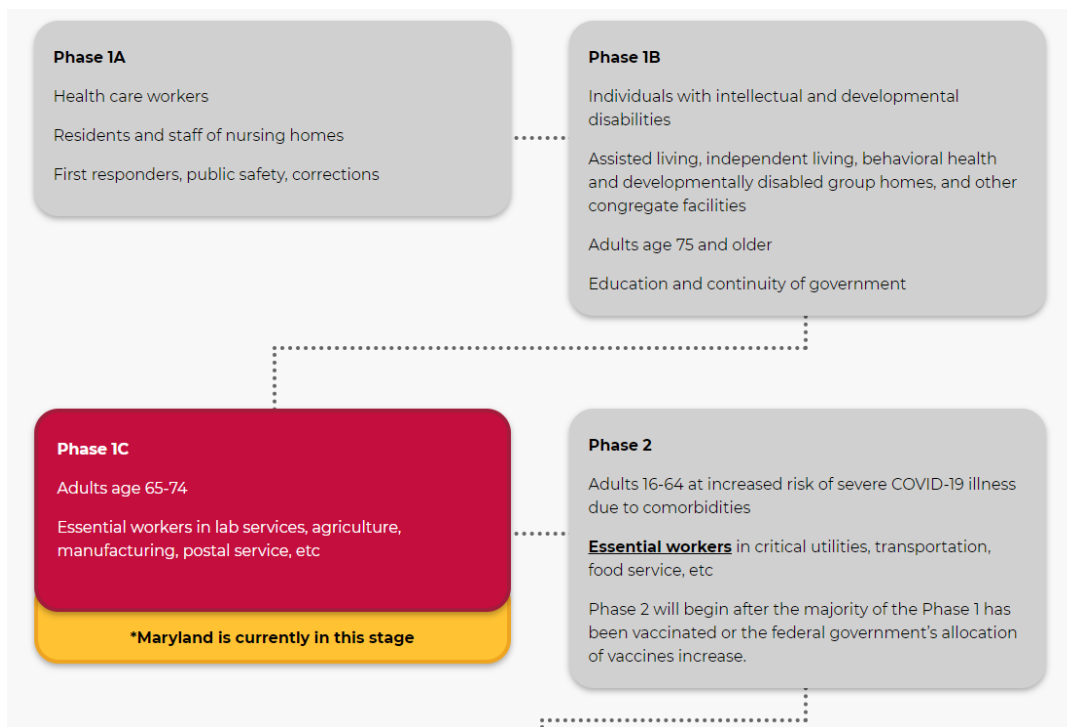 Phase 1A
Health care workers
Residents and staff of nursing homes
First responders, public safety, corrections
Phase 1B
Individuals with intellectual and developmental
disabilities
Assisted living, independent living, behavioral health
and developmentally disabled group homes, and other
congregate facilities
Adults age 75 and older
Education and continuity of government
Phase 1C
Adults age 65-74
Essential workers in lab services, agriculture,
manufacturing, postal service, etc
*Maryland is currently in this stage
Phase 2
Adults 16-64 at increased risk of severe COVID-19 illness
due to comorbidities
Essential workers in critical utilities, transportation,
food service, etc
Phase 2 will begin after the majority of the Phase 1 has
been vaccinated or the federal government’s allocation
of vaccines increase.